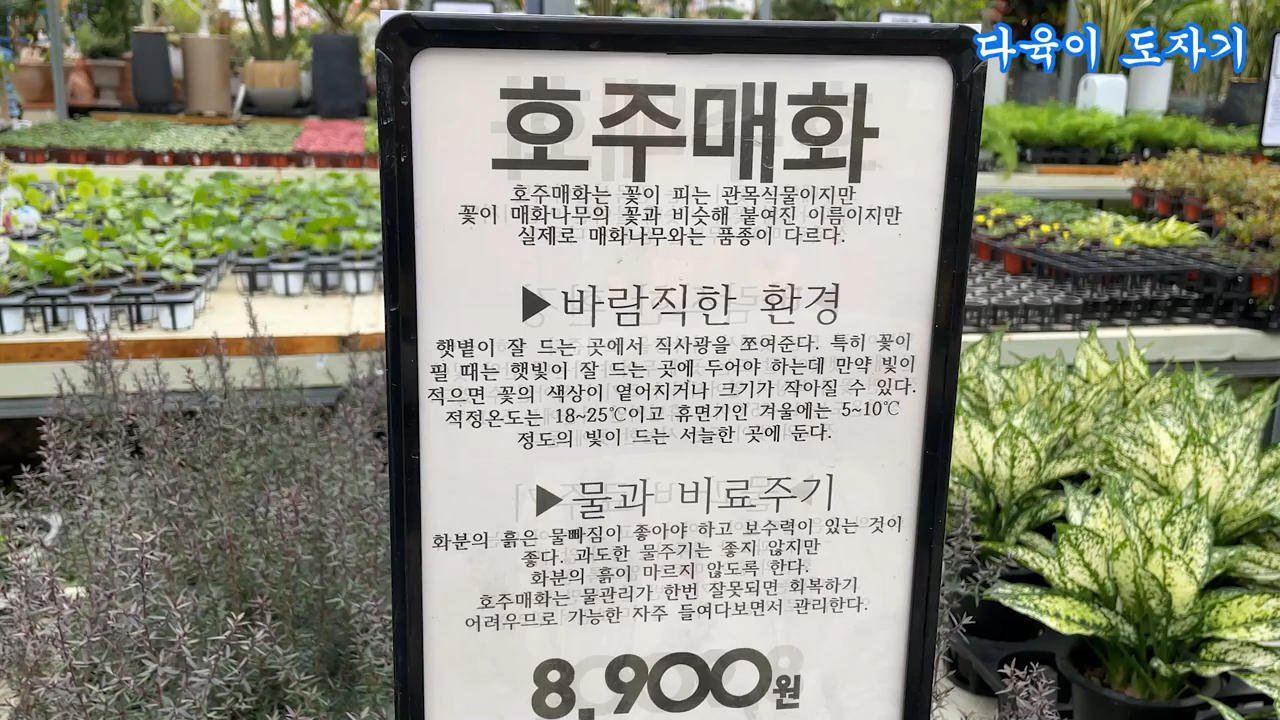 다육이 도자기
호주매화
호주매화는 꽃이 피는 관목식물이지만
꽃이 매화나무의 꽃과 비슷해 붙여진 이름이지만
실제로 매화나무와는 품종이 다르다.
▶바람직한 환경
햇볕이 잘 드는 곳에서 직사광을 쪼여준다. 특히 꽃이
필 때는 햇빛이 잘 드는 곳에 두어야 하는데 만약 빛이
적으면 꽃의 색상이 옅어지거나 크기가 작아질 수 있다.
적정온도는 18~25℃이고 휴면기인 겨울에는 5~10℃
정도의 빛이 드는 서늘한 곳에 둔다.
▶물과 비료주기
화분의 흙은 물빠짐이 좋아야 하고 보수력이 있는 것이
좋다. 과도한 물주기는 좋지 않지만
화분의 흙이 마르지 않도록 한다.
호주매화는 물관리가 한번 잘못되면 회복하기
어려우므로 가능한 자주 들여다보면서 관리한다.
8,900원